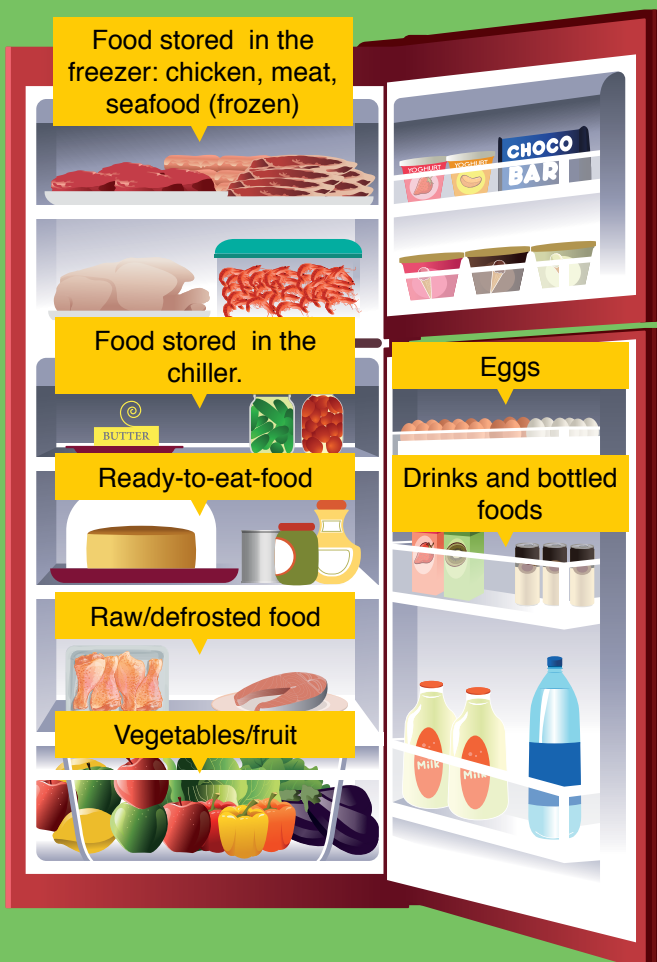 Food stored in the
freezer: chicken, meat,
seafood (frozen)
YOGHURT
YOGHURT
CHOCO
BAR
Food stored in the
chiller.
Eggs
BUTTER
Ready-to-eat-food
Drinks and bottled
foods
Raw/defrosted food
Vegetables/fruit
Milk
Milk